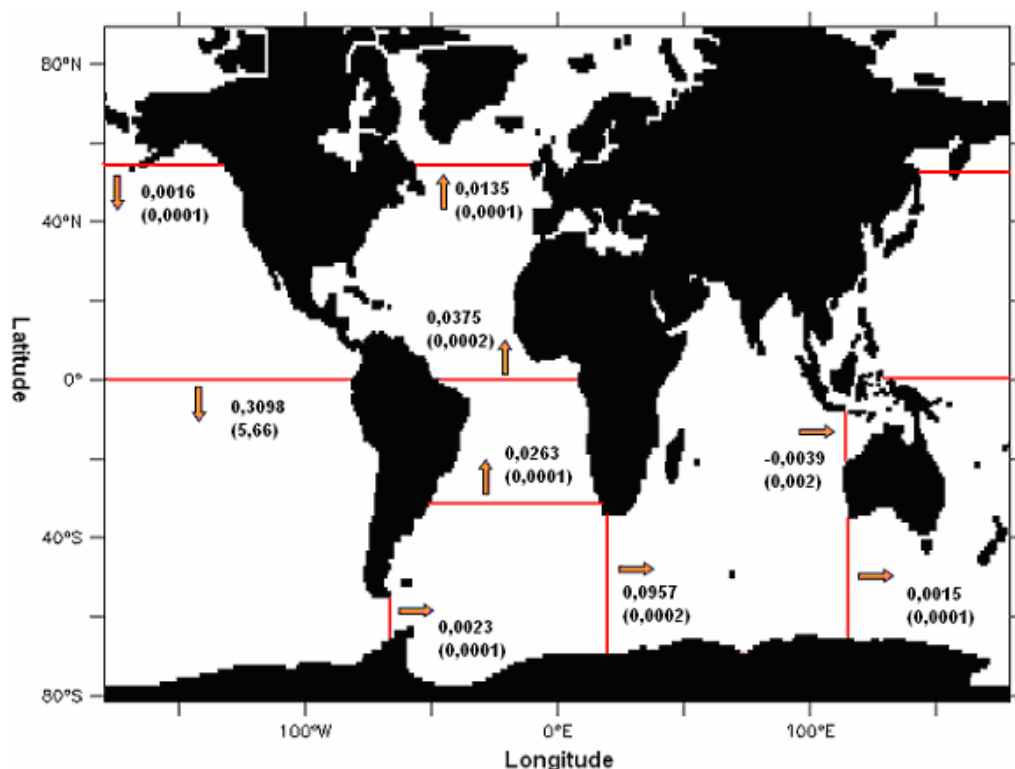 80°N
0,0016
(0,0001)
0,0135
(0,0001)
40°N
0,0375
(0,0002)
Latitude
0°
0,3098
(5,66)
0,0263
(0,0001)
-0,0039
(0,002)
40°S
0,0957
(0,0002)
0,0015
(0,0001)
0,0023
(0,0001)
80°S
100°W
0°E
100°E
Longitude